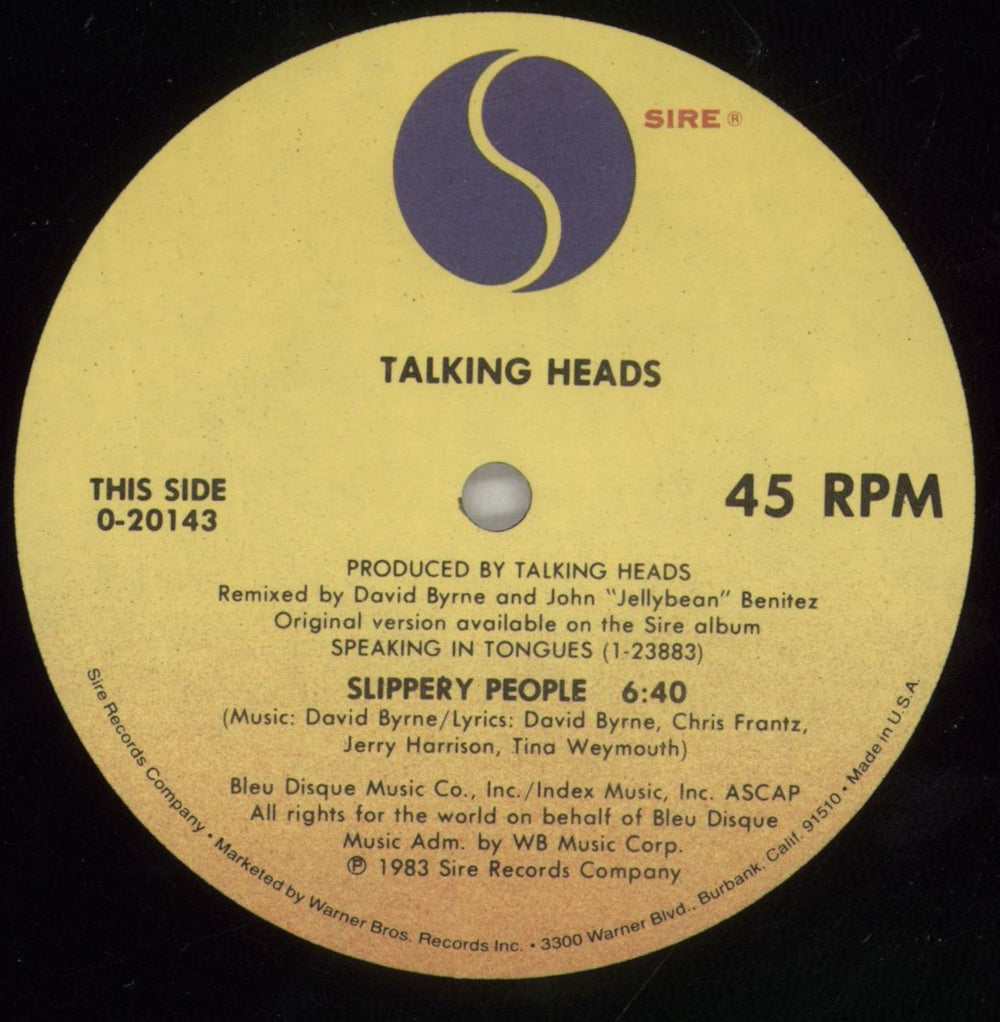 SIRE ®
TALKING HEADS
THIS SIDE
0-20143
45 RPM
PRODUCED BY TALKING HEADS
Remixed by David Byrne and John "Jellybean" Benitez
Original version available on the Sire album
SPEAKING IN TONGUES (1-23883)
SLIPPERY PEOPLE 6:40
(Music: David Byrne/Lyrics: David Byrne, Chris Frantz,
Jerry Harrison, Tina Weymouth)
Bleu Disque Music Co., Inc./Index Music, Inc. ASCAP
All rights for the world on behalf of Bleu Disque
Music Adm. by WB Music Corp.
℗ 1983 Sire Records Company
Sire Records Company • Marketed by Warner Bros. Records Inc. • 3300 Warner Blvd., Burbank, Calif. 91510 • Made in U.S.A.